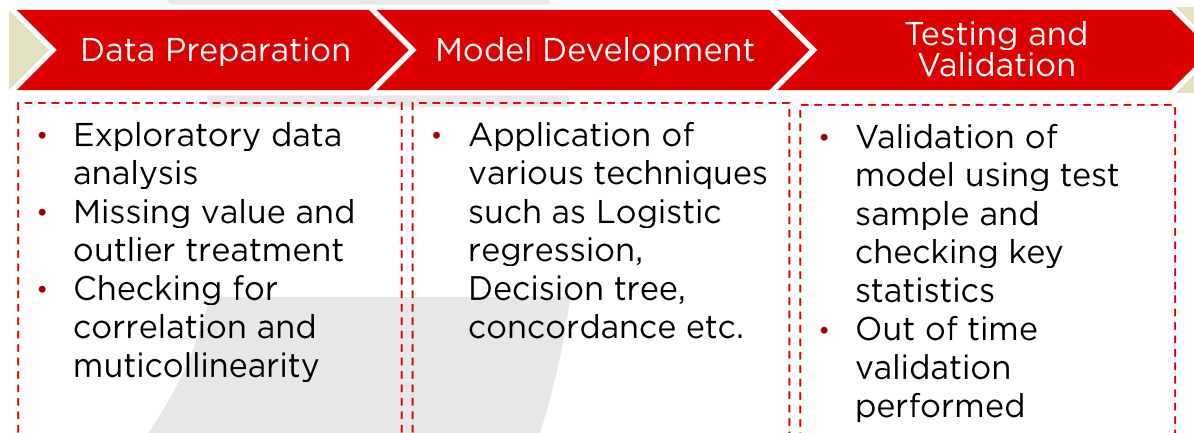 Data Preparation
Model Development
Testing and
Validation
• Exploratory data
analysis
• Missing value and
outlier treatment
• Checking for
correlation and
muticollinearity
• Application of
various techniques
such as Logistic
regression,
Decision tree,
concordance etc.
• Validation of
model using test
sample and
checking key
statistics
• Out of time
validation
performed